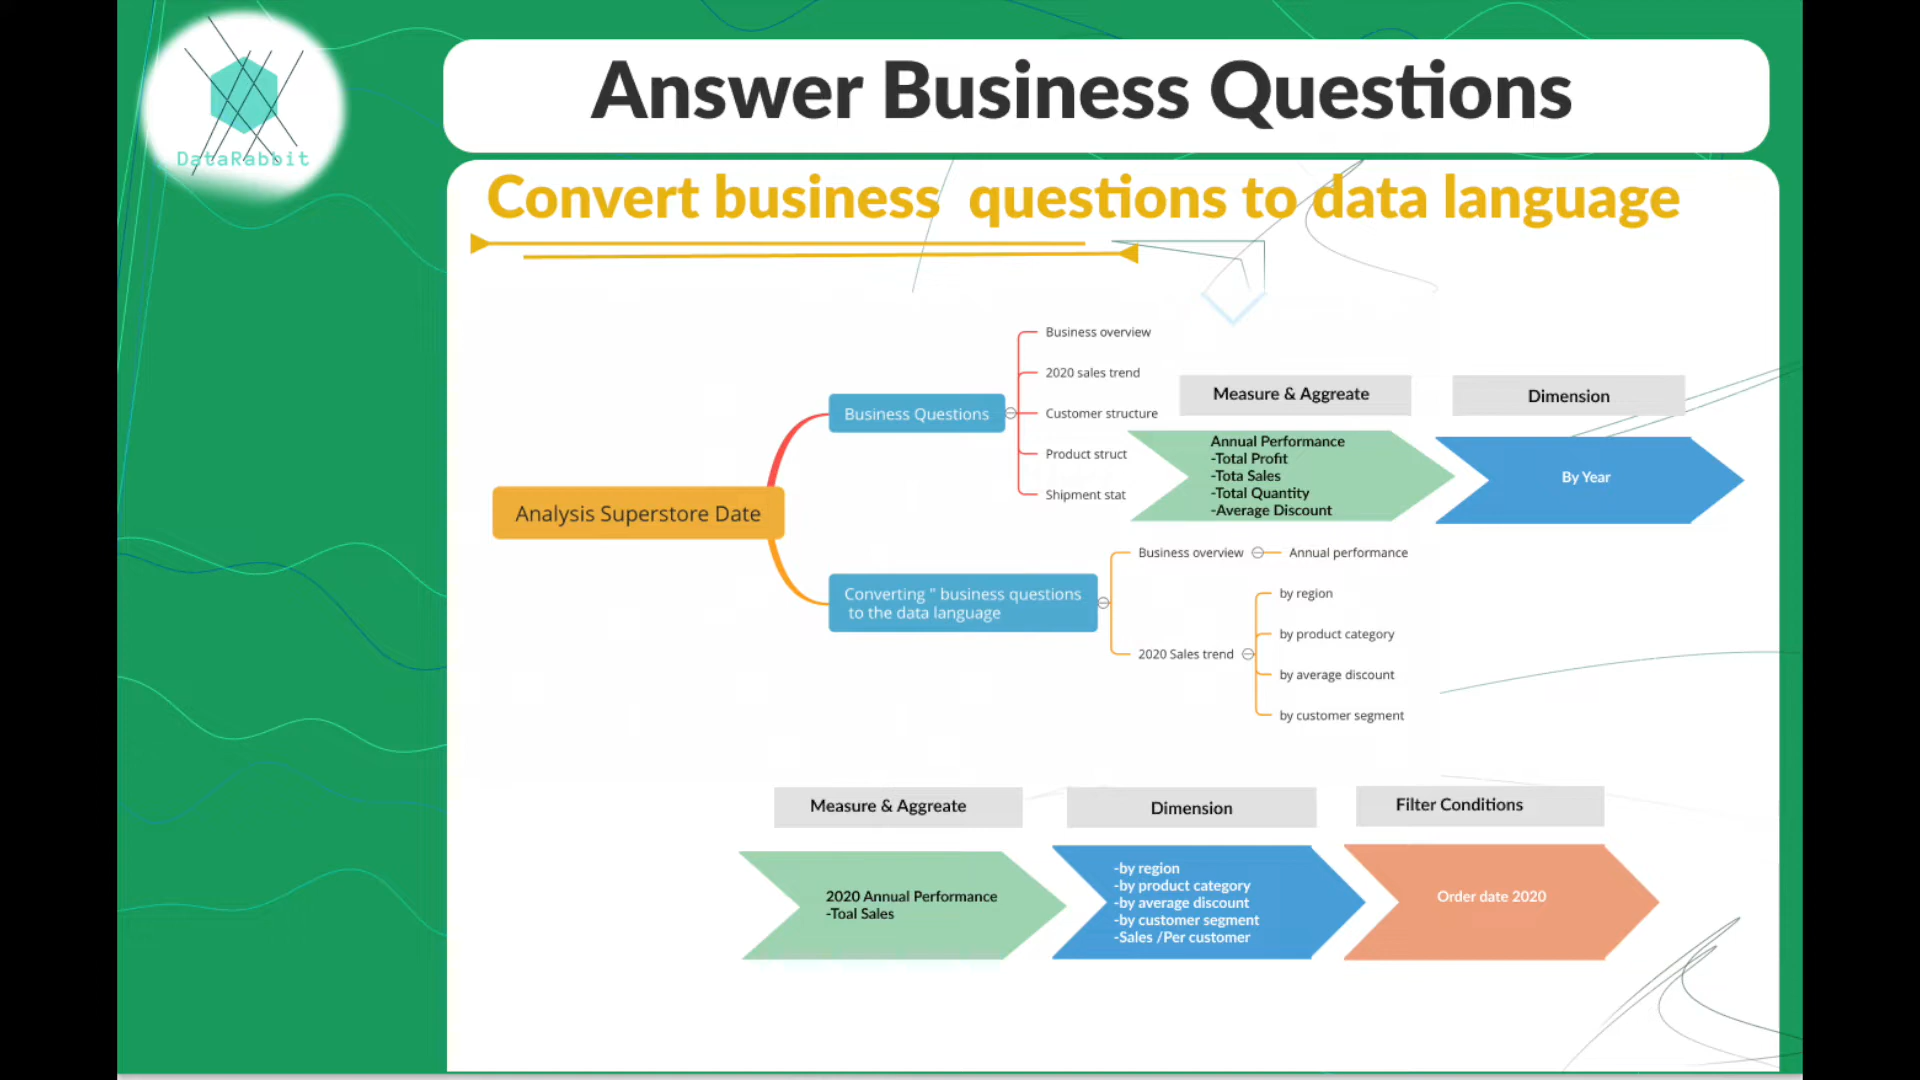 DataRabbit
Answer Business Questions
Convert business questions to data language
Business overview
2020 sales trend
Customer structure
Product struct
Shipment stat
Business Questions
Analysis Superstore Date
Measure & Aggreate
Dimension
Annual Performance
-Total Profit
-Tota Sales
-Total Quantity
-Average Discount
By Year
Converting " business questions
to the data language
Business overview
Annual performance
2020 Sales trend
by region
by product category
by average discount
by customer segment
Measure & Aggreate
Dimension
Filter Conditions
2020 Annual Performance
-Toal Sales
-by region
-by product category
-by average discount
-by customer segment
-Sales /Per customer
Order date 2020